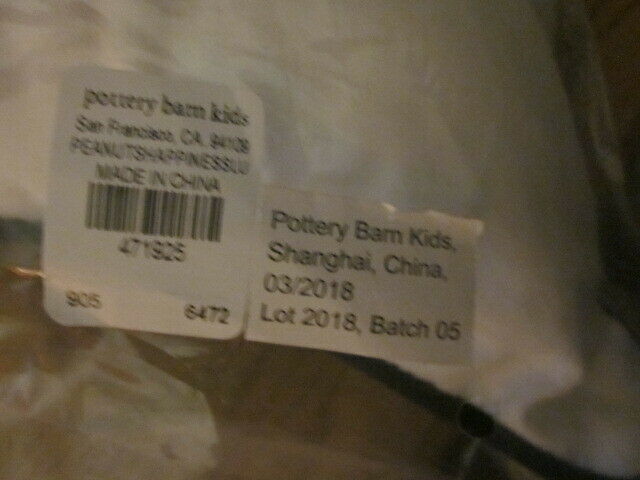 pottery barn kids
San Francisco, CA, 94109
PEANUTSHAPPINESSLU
MADE IN CHINA
471925
905 6472
Pottery Barn Kids,
Shanghai, China,
03/2018
Lot 2018, Batch 05